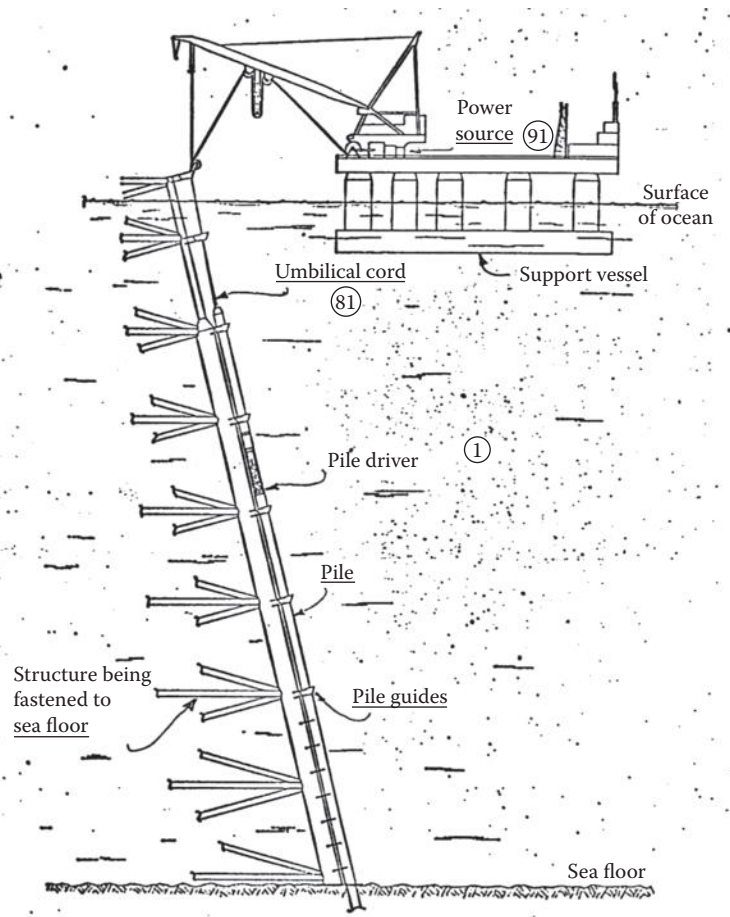 Power
source 91
Surface
of ocean
Umbilical cord
81
Support vessel
1
Pile driver
Pile
Structure being
fastened to
sea floor
Pile guides
Sea floor